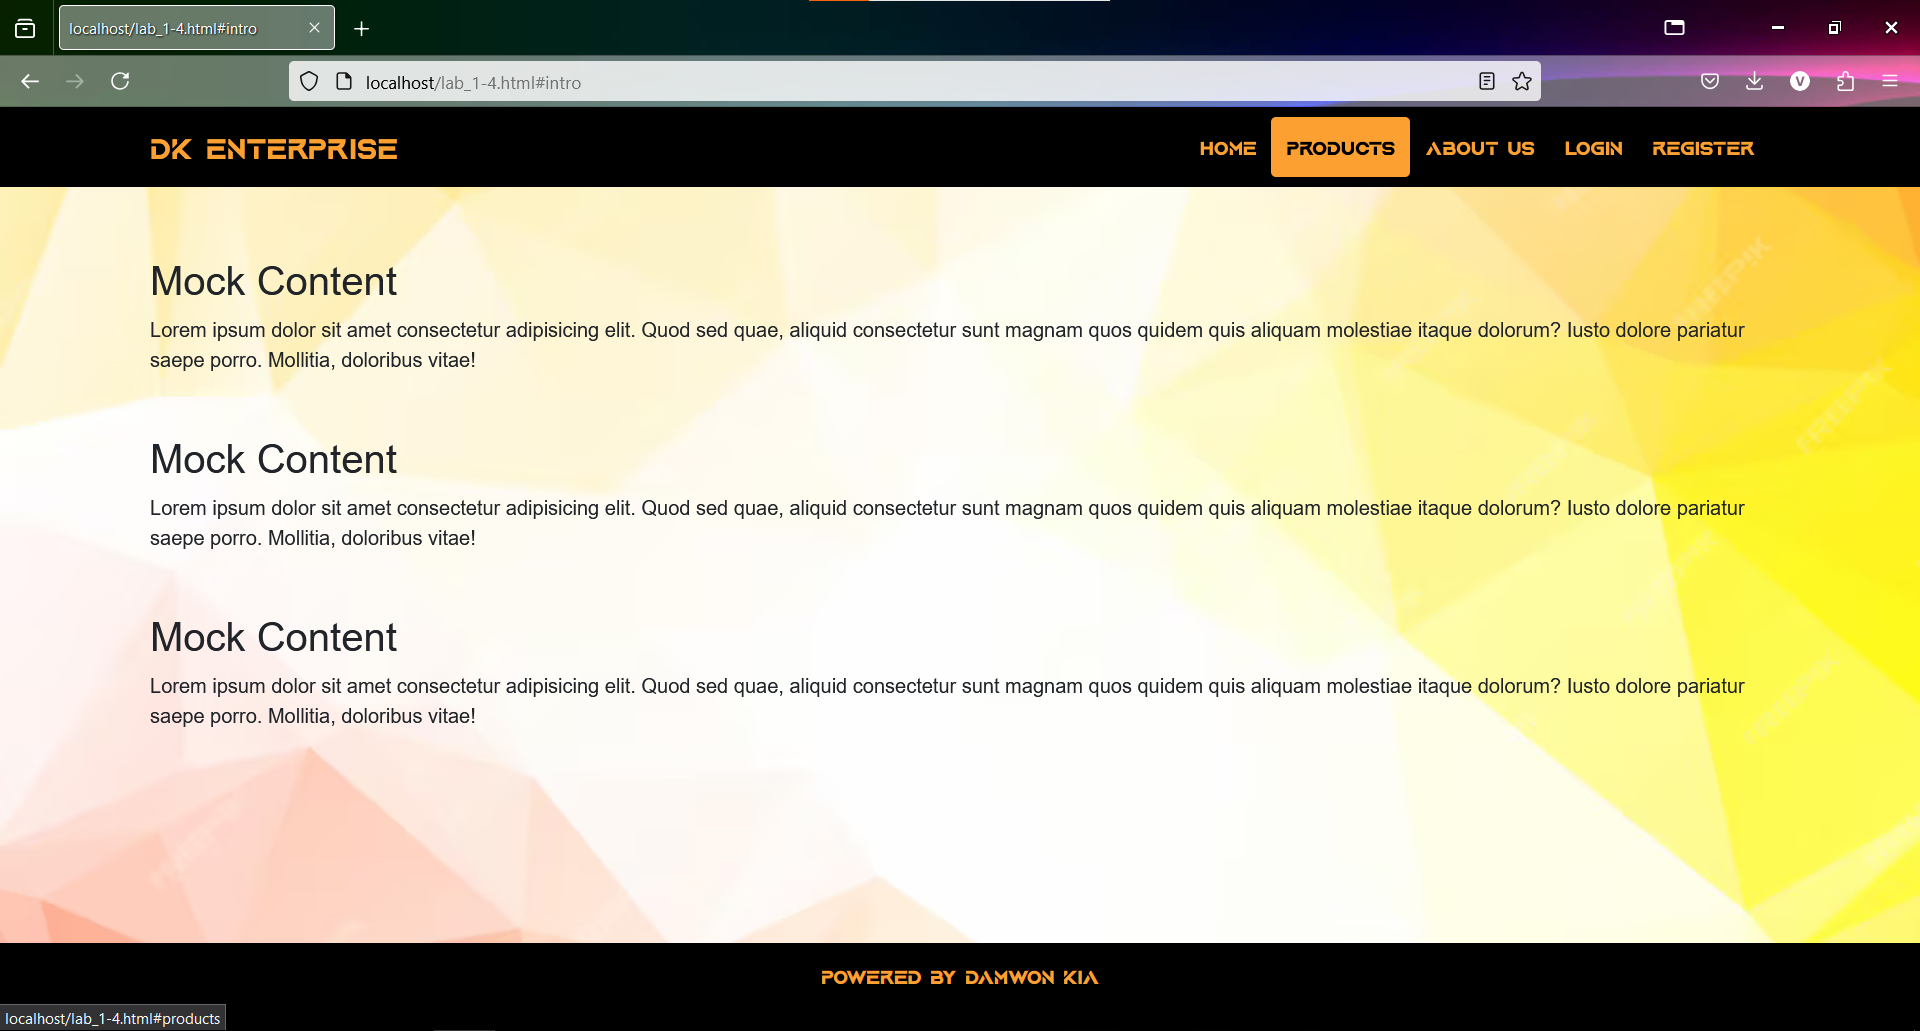 localhost/lab_1-4.html#intro
localhost/lab_1-4.html#intro
DK ENTERPRISE
HOME PRODUCTS ABOUT US LOGIN REGISTER
Mock Content
Lorem ipsum dolor sit amet consectetur adipisicing elit. Quod sed quae, aliquid consectetur sunt magnam quos quidem quis aliquam molestiae itaque dolorum? Iusto dolore pariatur
saepe porro. Mollitia, doloribus vitae!
Mock Content
Lorem ipsum dolor sit amet consectetur adipisicing elit. Quod sed quae, aliquid consectetur sunt magnam quos quidem quis aliquam molestiae itaque dolorum? Iusto dolore pariatur
saepe porro. Mollitia, doloribus vitae!
Mock Content
Lorem ipsum dolor sit amet consectetur adipisicing elit. Quod sed quae, aliquid consectetur sunt magnam quos quidem quis aliquam molestiae itaque dolorum? Iusto dolore pariatur
saepe porro. Mollitia, doloribus vitae!
POWERED BY DAMWON KIA
localhost/lab_1-4.html#products